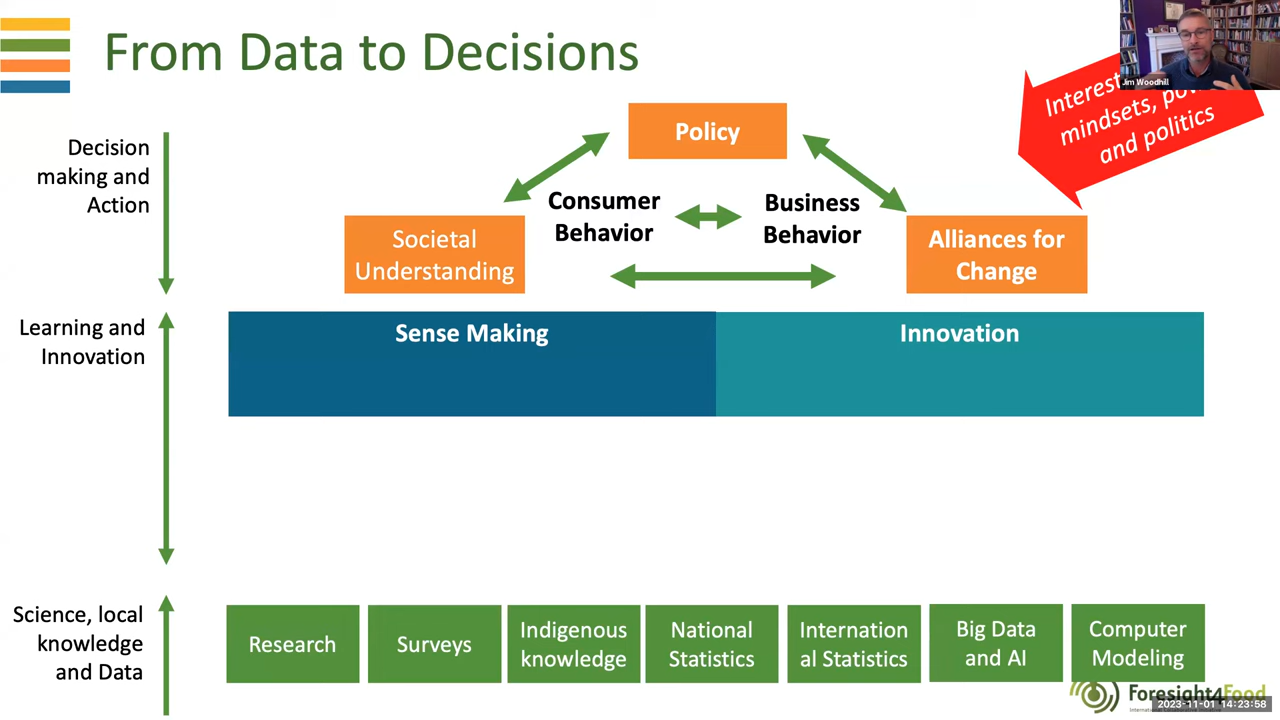 From Data to Decisions
Jim Woodhill
Interest
mindsets,
and politics
Decision
making and
Action
Policy
Consumer
Behavior
Business
Behavior
Societal
Understanding
Alliances for
Change
Learning and
Innovation
Sense Making
Innovation
Science, local
knowledge
and Data
Research
Surveys
Indigenous
knowledge
National
Statistics
Internation
al Statistics
Big Data
and AI
Computer
Modeling
Foresight4Food
2023-11-01 14:23:58